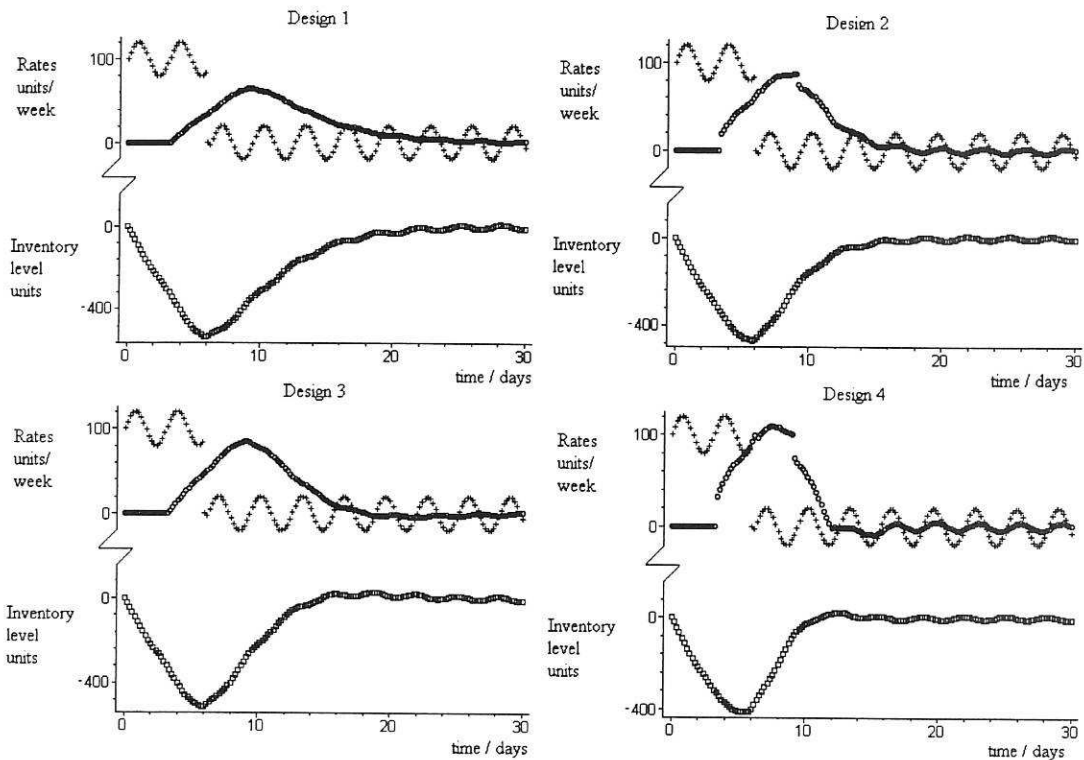 Design 1
Rates
units/
week
100
0
Inventory
level
units
0
-400
0
10
20
30
time / days
Design 2
Rates
units/
week
100
0
Inventory
level
units
0
-400
0
10
20
30
time / days
Design 3
Rates
units/
week
100
0
Inventory
level
units
0
-400
0
10
20
30
time / days
Design 4
Rates
units/
week
100
0
Inventory
level
units
0
-400
0
10
20
30
time / days